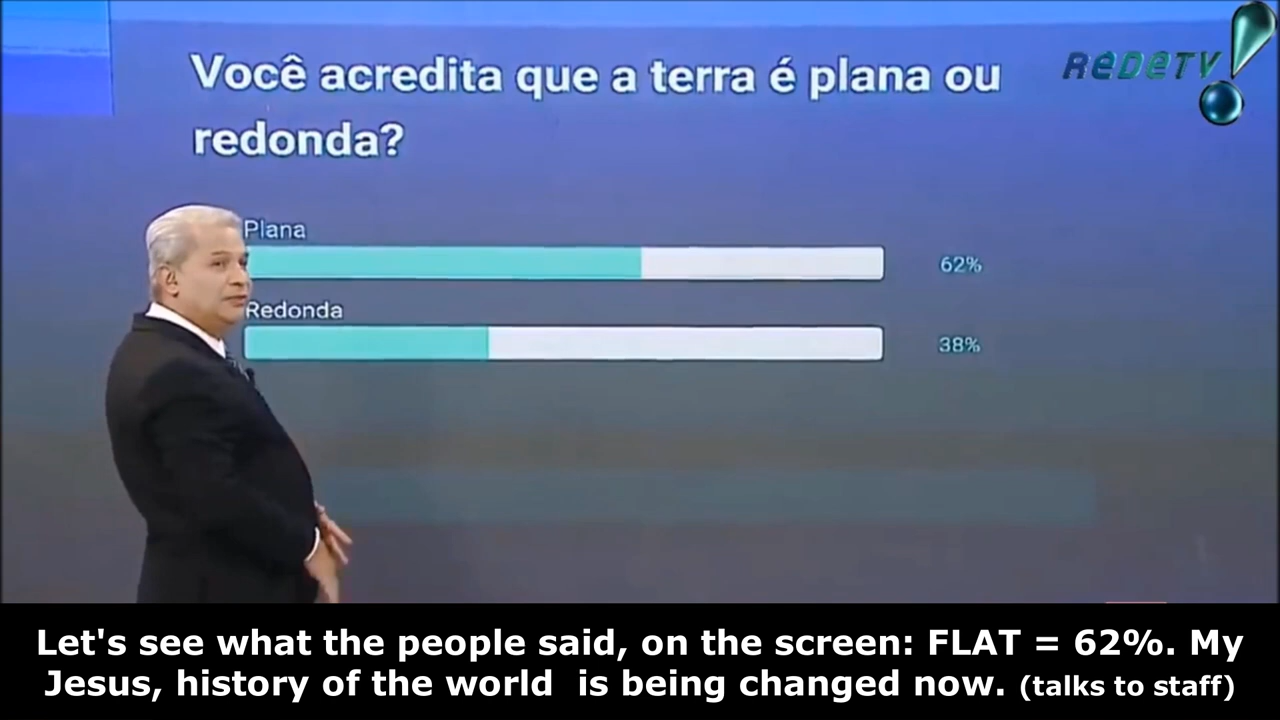 Você acredita que a terra é plana ou
redonda?
REDETV!
Plana
62%
Redonda
38%
Let's see what the people said, on the screen: FLAT = 62%. My
Jesus, history of the world is being changed now. (talks to staff)